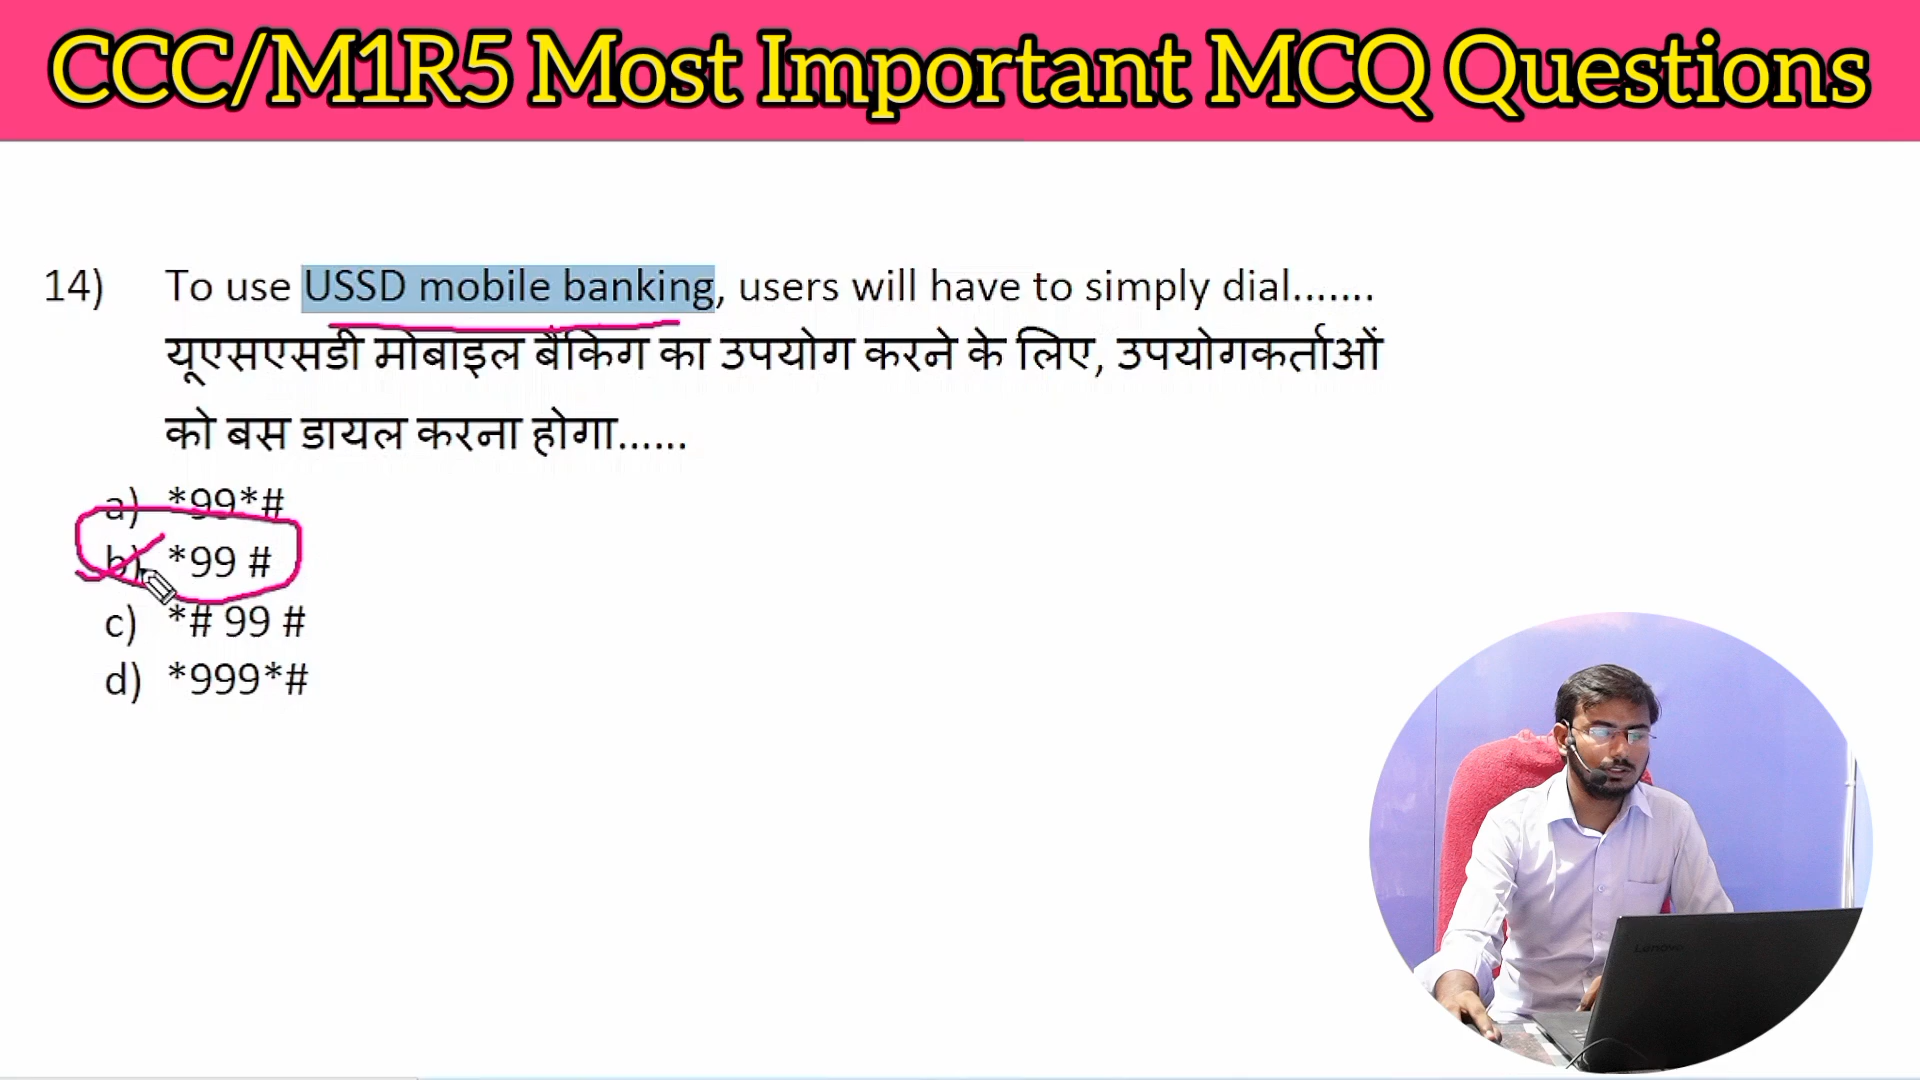 CCC/M1R5 Most Important MCQ Questions
14) To use USSD mobile banking, users will have to simply dial.......
यूएसएसडी मोबाइल बैंकिंग का उपयोग करने के लिए, उपयोगकर्ताओं
को बस डायल करना होगा......
a) *99*#
b) *99 #
c) *# 99 #
d) *999*#
Lenovo